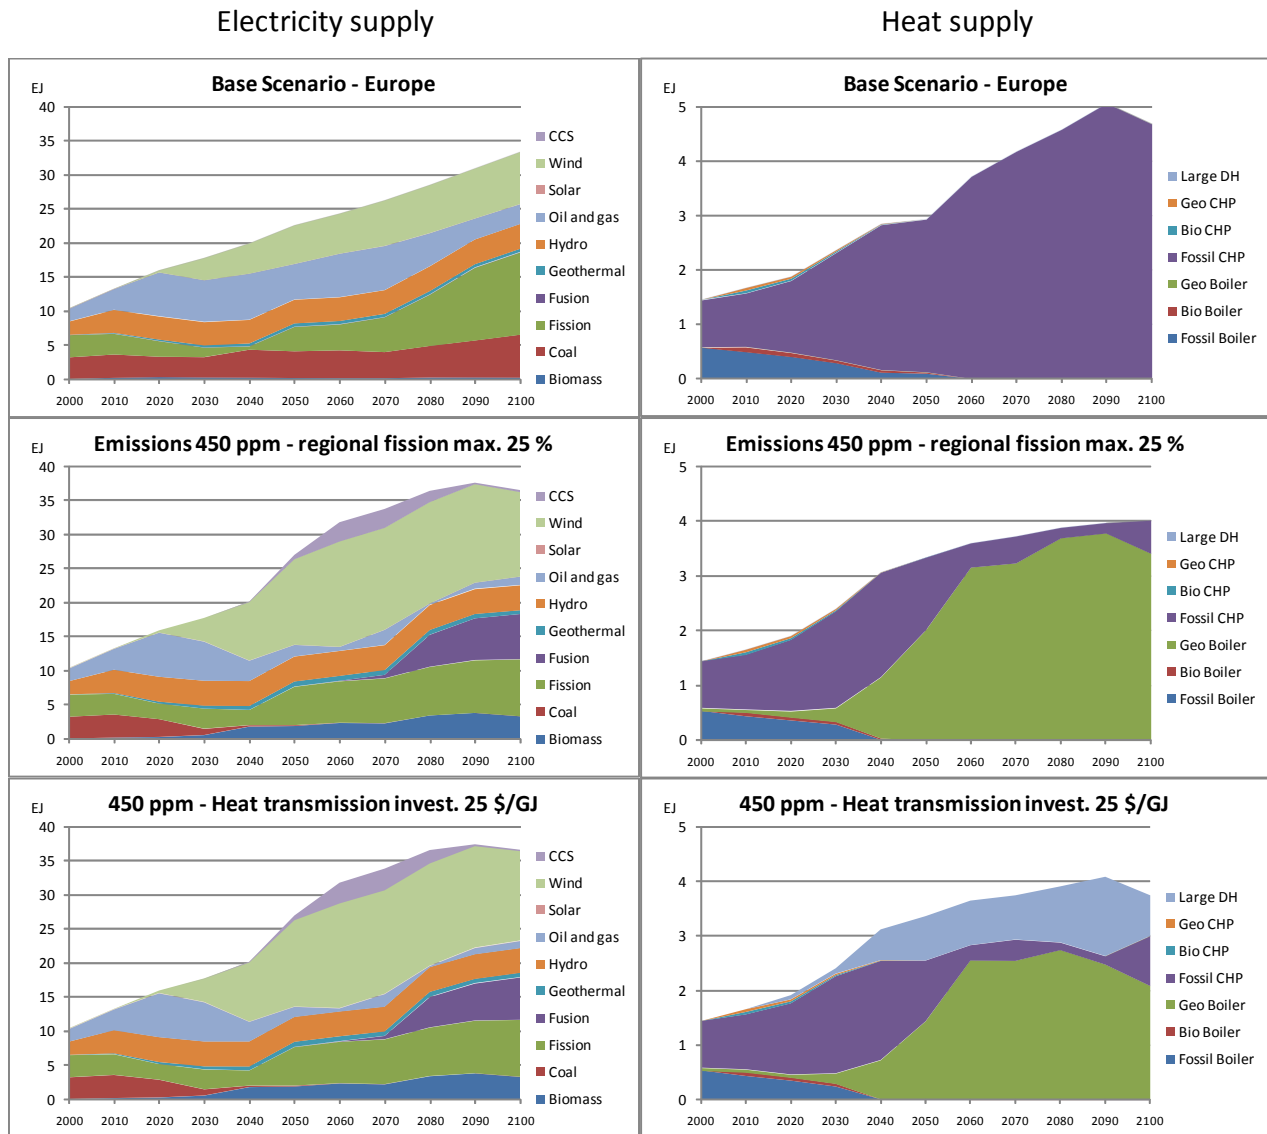 Electricity supply
Heat supply
Base Scenario - Europe
EJ
40
35
30
25
20
15
10
5
0
2000 2010 2020 2030 2040 2050 2060 2070 2080 2090 2100
CCS
Wind
Solar
Oil and gas
Hydro
Geothermal
Fusion
Fission
Coal
Biomass
Base Scenario - Europe
EJ
5
4
3
2
1
0
2000 2010 2020 2030 2040 2050 2060 2070 2080 2090 2100
Large DH
Geo CHP
Bio CHP
Fossil CHP
Geo Boiler
Bio Boiler
Fossil Boiler
Emissions 450 ppm - regional fission max. 25 %
EJ
40
35
30
25
20
15
10
5
0
2000 2010 2020 2030 2040 2050 2060 2070 2080 2090 2100
CCS
Wind
Solar
Oil and gas
Hydro
Geothermal
Fusion
Fission
Coal
Biomass
Emissions 450 ppm - regional fission max. 25 %
EJ
5
4
3
2
1
0
2000 2010 2020 2030 2040 2050 2060 2070 2080 2090 2100
Large DH
Geo CHP
Bio CHP
Fossil CHP
Geo Boiler
Bio Boiler
Fossil Boiler
450 ppm - Heat transmission invest. 25 $/GJ
EJ
40
35
30
25
20
15
10
5
0
2000 2010 2020 2030 2040 2050 2060 2070 2080 2090 2100
CCS
Wind
Solar
Oil and gas
Hydro
Geothermal
Fusion
Fission
Coal
Biomass
450 ppm - Heat transmission invest. 25 $/GJ
EJ
5
4
3
2
1
0
2000 2010 2020 2030 2040 2050 2060 2070 2080 2090 2100
Large DH
Geo CHP
Bio CHP
Fossil CHP
Geo Boiler
Bio Boiler
Fossil Boiler